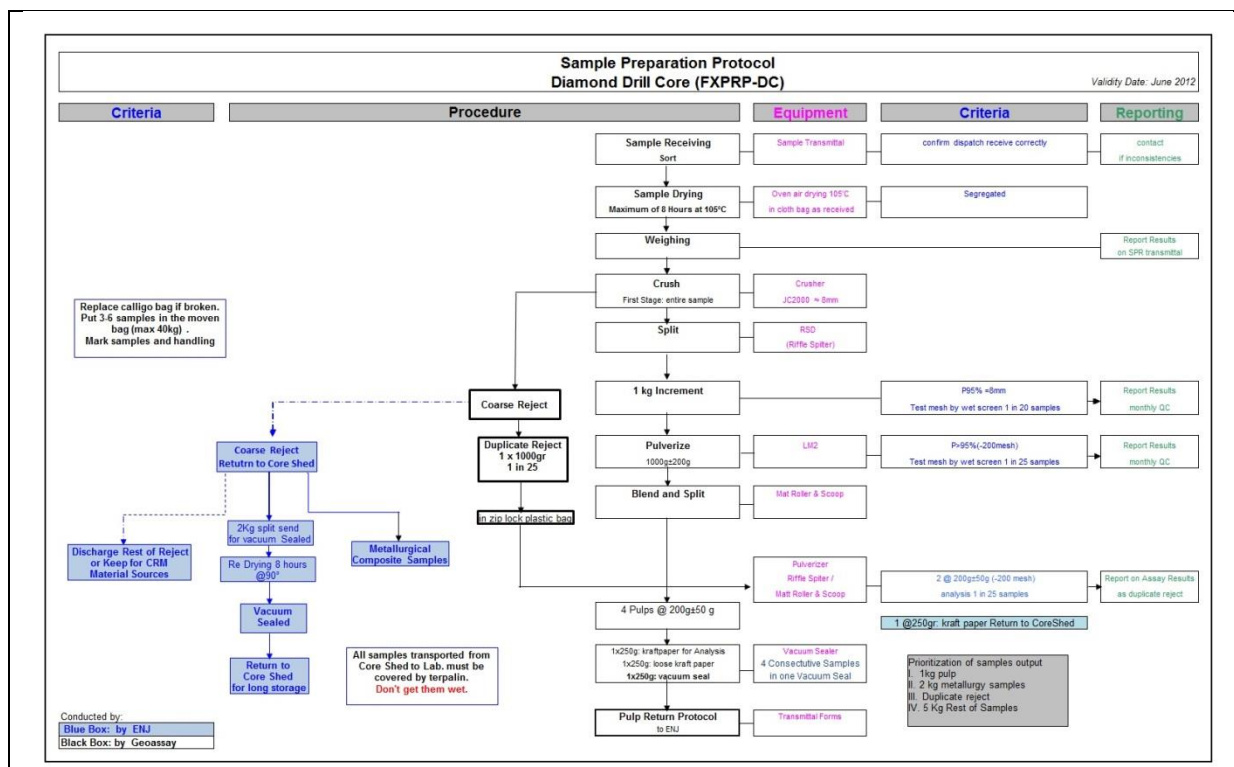 Sample Preparation Protocol
Diamond Drill Core (FXPRP-DC)
Validity Date: June 2012
Criteria
Procedure
Equipment
Criteria
Reporting
Sample Receiving
Sort
Sample Transmittal
confirm dispatch receive correctly
contact
if inconsistencies
Sample Drying
Maximum of 8 Hours at 105ºC
Oven air drying 105'C
in cloth bag as received
Segregated
Weighing
Report Results
on SPR transmittal
Crush
First Stage: entire sample
Crusher
JC2000 ≈ 8mm
Replace calligo bag if broken.
Put 3-6 samples in the moven
bag (max 40kg) .
Mark samples and handling
Split
RSD
(Riffle Spliter)
Coarse Reject
1 kg Increment
P95% =8mm
Test mesh by wet screen 1 in 20 samples
Report Results
monthly QC
Coarse Reject
Retutrn to Core Shed
Duplicate Reject
1 x 1000gr
1 in 25
Pulverize
1000g±200g
LM2
P>95%(-200mesh)
Test mesh by wet screen 1 in 25 samples
Report Results
monthly QC
Blend and Split
Mat Roller & Scoop
in zip lock plastic bag
2Kg split send
for vacuum Sealed
Discharge Rest of Reject
or Keep for CRM
Material Sources
Re Drying 8 hours
@90°
Metallurgical
Composite Samples
Pulverizer
Riffle Spliter /
Matt Roller & Scoop
2 @ 200g±50g (-200 mesh)
analysis 1 in 25 samples
Report on Assay Results
as duplicate reject
4 Pulps @ 200g±50 g
1 @250gr: kraft paper Return to CoreShed
Vacuum
Sealed
All samples transported from
Core Shed to Lab. must be
covered by terpalin.
Don't get them wet.
1x250g: kraftpaper for Analysis
1x250g: loose kraft paper
1x250g: vacuum seal
Vacuum Sealer
4 Consectutive Samples
in one Vacuum Seal
Prioritization of samples output
I. 1kg pulp
II. 2 kg metallurgy samples
III. Duplicate reject
IV. 5 Kg Rest of Samples
Return to
Core Shed
for long storage
Pulp Return Protocol
to ENJ
Transmittal Forms
Conducted by:
Blue Box: by ENJ
Black Box: by Geoassay